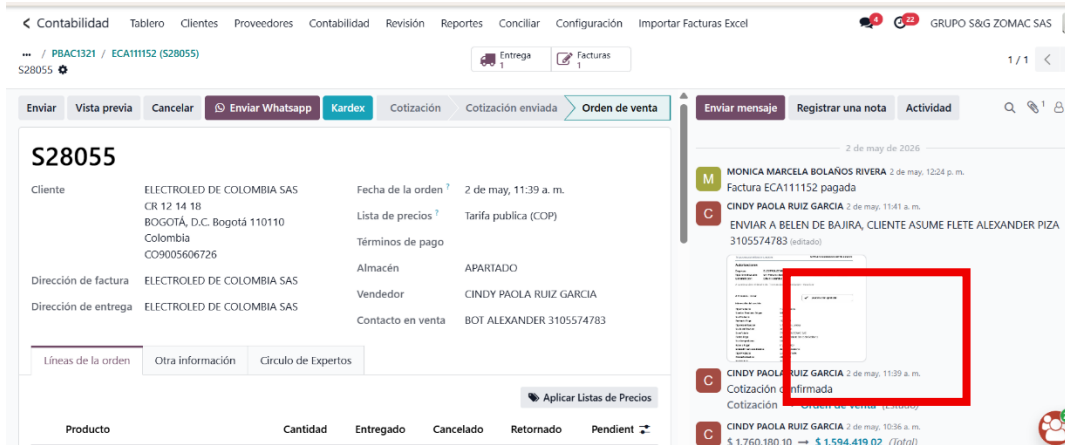 Contabilidad Tablero Clientes Proveedores Contabilidad Revisión Reportes Conciliar Configuración Importar Facturas Excel 4 22 GRUPO S&G ZOMAC SAS
... / PBAC1321 / ECA111152 (S28055)
S28055
Entrega 1
Facturas 1
1 / 1
Enviar Vista previa Cancelar Enviar Whatsapp Kardex Cotización Cotización enviada Orden de venta
S28055
Cliente ELECTROLED DE COLOMBIA SAS
CR 12 14 18
BOGOTÁ, D.C. Bogotá 110110
Colombia
CO9005606726
Dirección de factura ELECTROLED DE COLOMBIA SAS
Dirección de entrega ELECTROLED DE COLOMBIA SAS
Fecha de la orden ? 2 de may, 11:39 a. m.
Lista de precios ? Tarifa publica (COP)
Términos de pago
Almacén APARTADO
Vendedor CINDY PAOLA RUIZ GARCIA
Contacto en venta BOT ALEXANDER 3105574783
Líneas de la orden Otra información Círculo de Expertos
Aplicar Listas de Precios
Producto Cantidad Entregado Cancelado Retornado Pendient
Enviar mensaje Registrar una nota Actividad 1
2 de may de 2026
M MONICA MARCELA BOLAÑOS RIVERA 2 de may, 12:24 p. m.
Factura ECA111152 pagada
C CINDY PAOLA RUIZ GARCIA 2 de may, 11:41 a. m.
ENVIAR A BELEN DE BAJIRA, CLIENTE ASUME FLETE ALEXANDER PIZA
3105574783 (editado)
C CINDY PAOLA RUIZ GARCIA 2 de may, 11:39 a. m.
Cotización confirmada
Cotización Orden de venta (Estado)
C CINDY PAOLA RUIZ GARCIA 2 de may, 10:36 a. m.
$ 1.760.180,10 → $ 1.594.419,02 (Total)